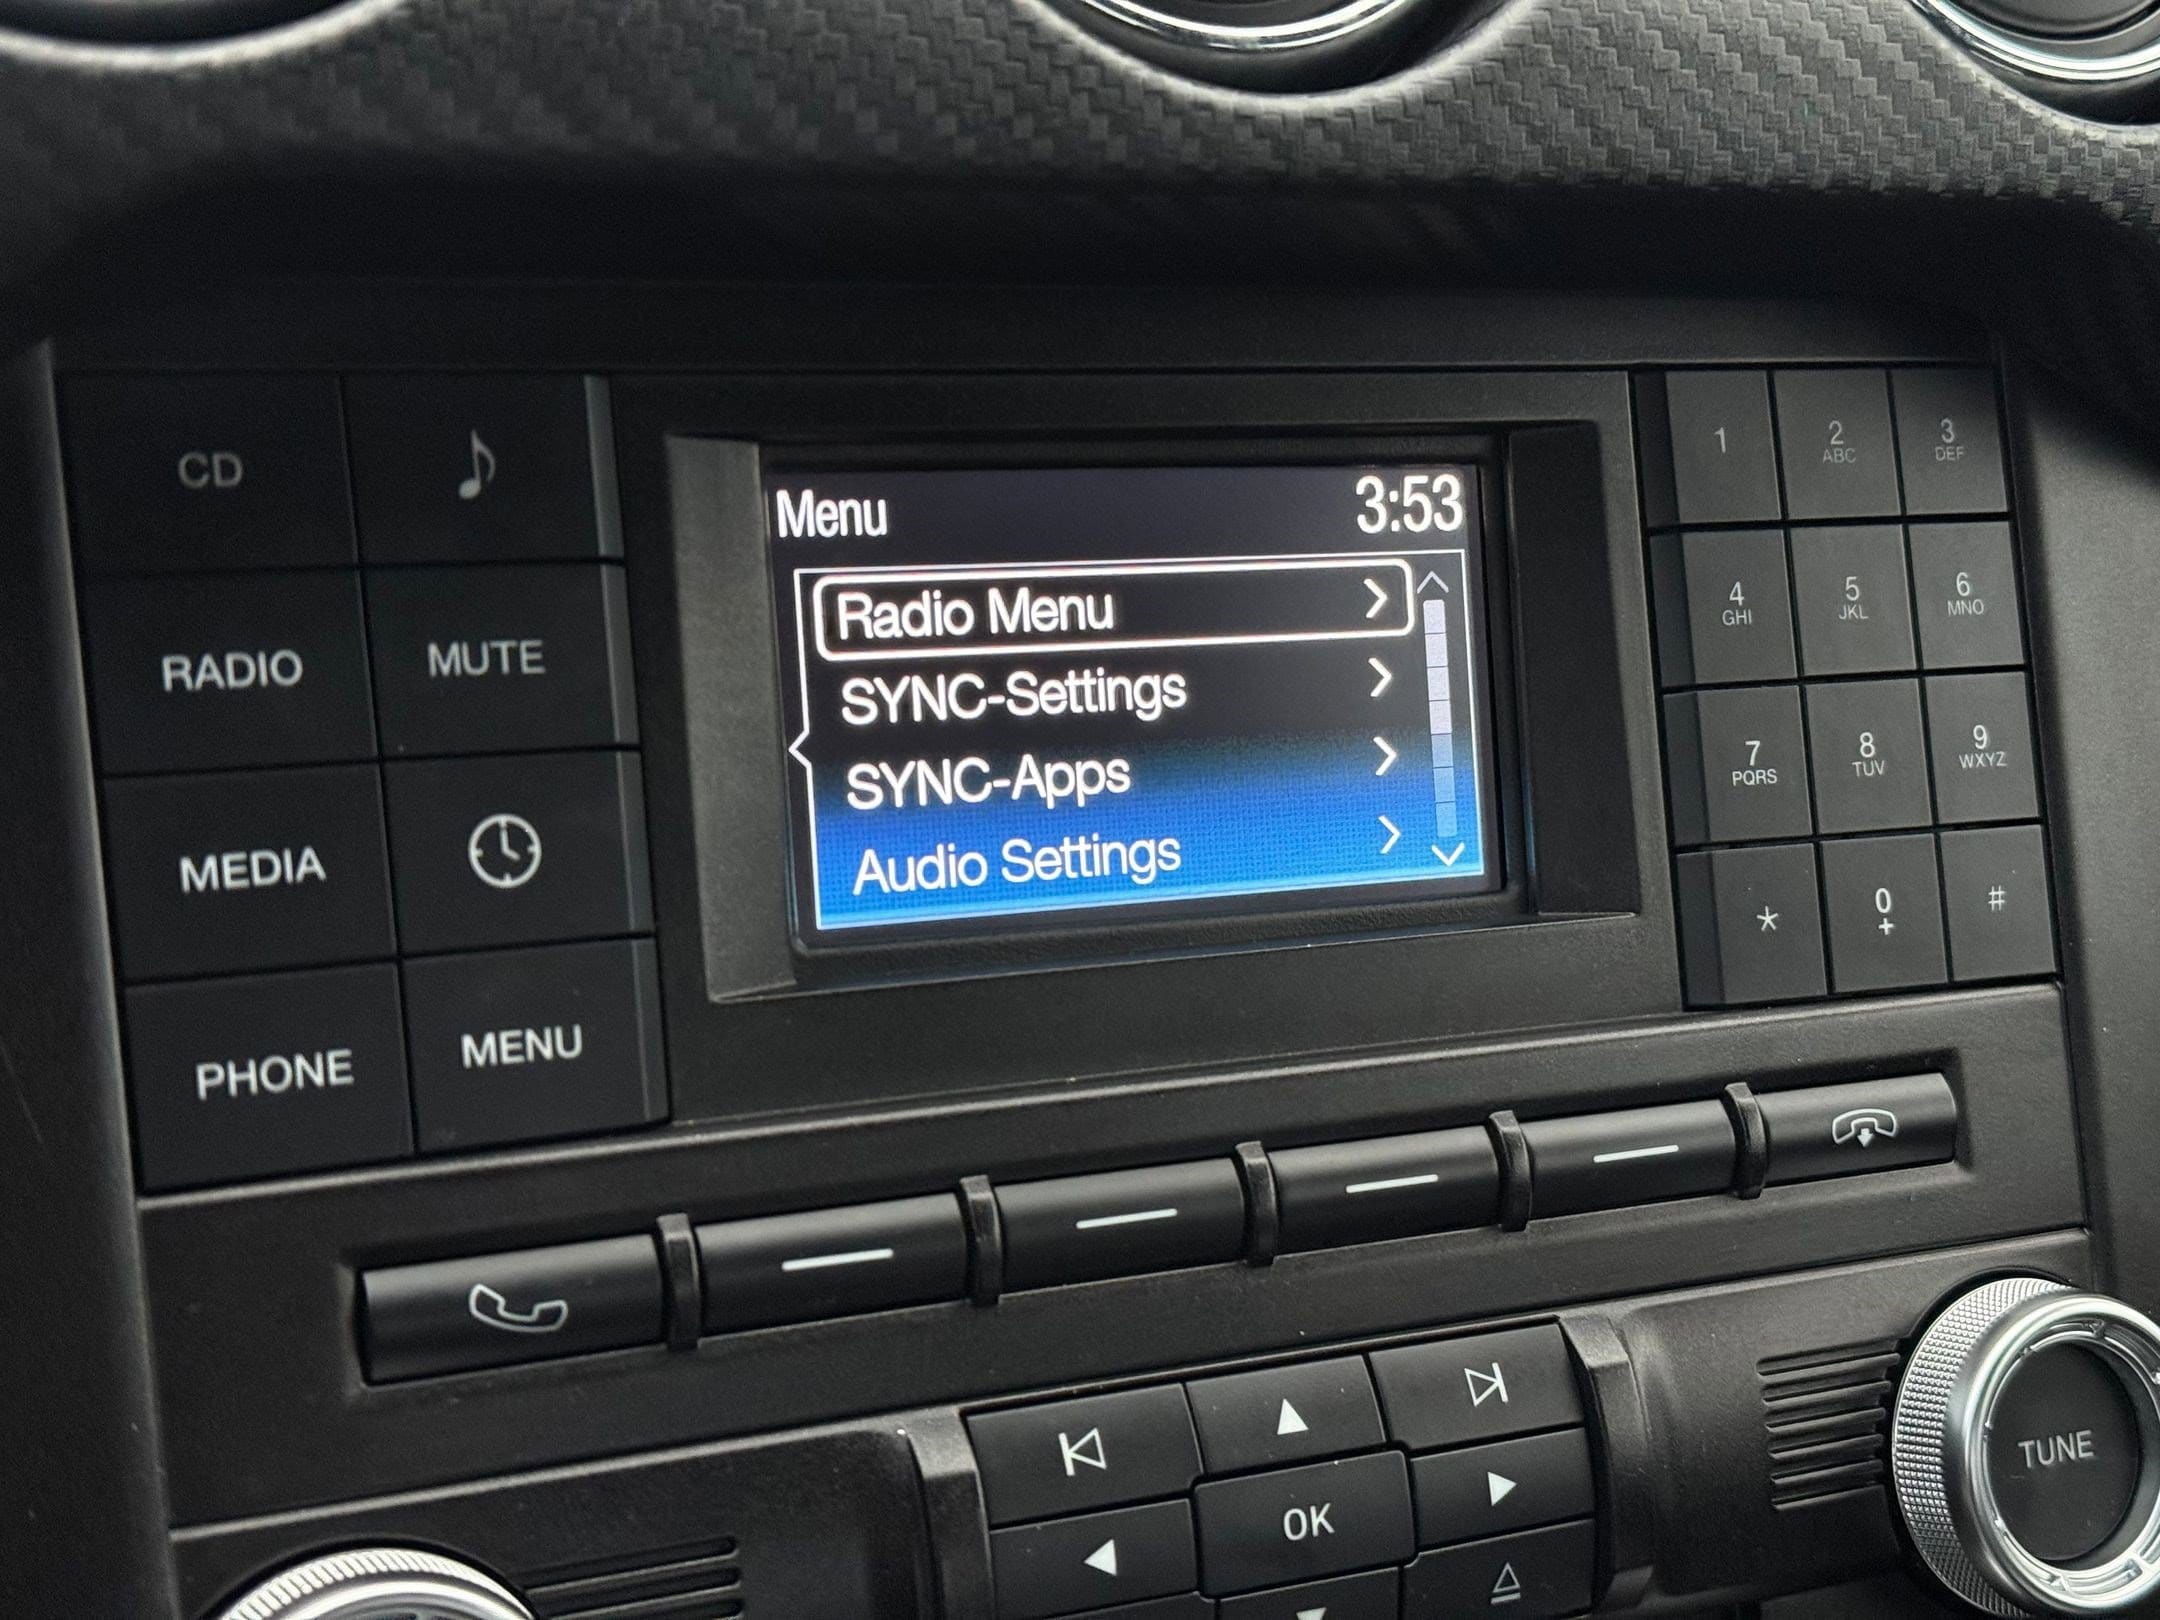 CD
RADIO
MUTE
MEDIA
PHONE
MENU
Menu
3:53
Radio Menu
SYNC-Settings
SYNC-Apps
Audio Settings
1
2
ABC
3
DEF
4
GHI
5
JKL
6
MNO
7
PQRS
8
TUV
9
WXYZ
*
0
+
#
OK
TUNE